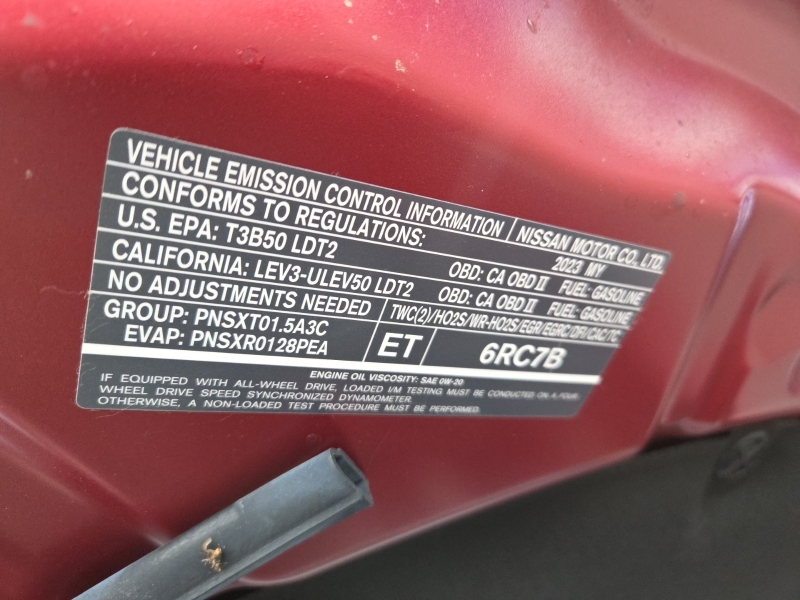 VEHICLE EMISSION CONTROL INFORMATION NISSAN MOTOR CO., LTD.
CONFORMS TO REGULATIONS: 2023 MY
U.S. EPA: T3B50 LDT2 OBD: CA OBD II FUEL: GASOLINE
CALIFORNIA: LEV3-ULEV50 LDT2 OBD: CA OBD II FUEL: GASOLINE
NO ADJUSTMENTS NEEDED TWC(2)/HO2S/WR-HO2S/EGR/EGRC/DFI/CAC/TC
GROUP: PNSXT01.5A3C
EVAP: PNSXR0128PEA ET 6RC7B
ENGINE OIL VISCOSITY: SAE 0W-20
IF EQUIPPED WITH ALL-WHEEL DRIVE, LOADED I/M TESTING MUST BE CONDUCTED ON A FOUR-
WHEEL DRIVE SPEED SYNCHRONIZED DYNAMOMETER.
OTHERWISE, A NON-LOADED TEST PROCEDURE MUST BE PERFORMED.